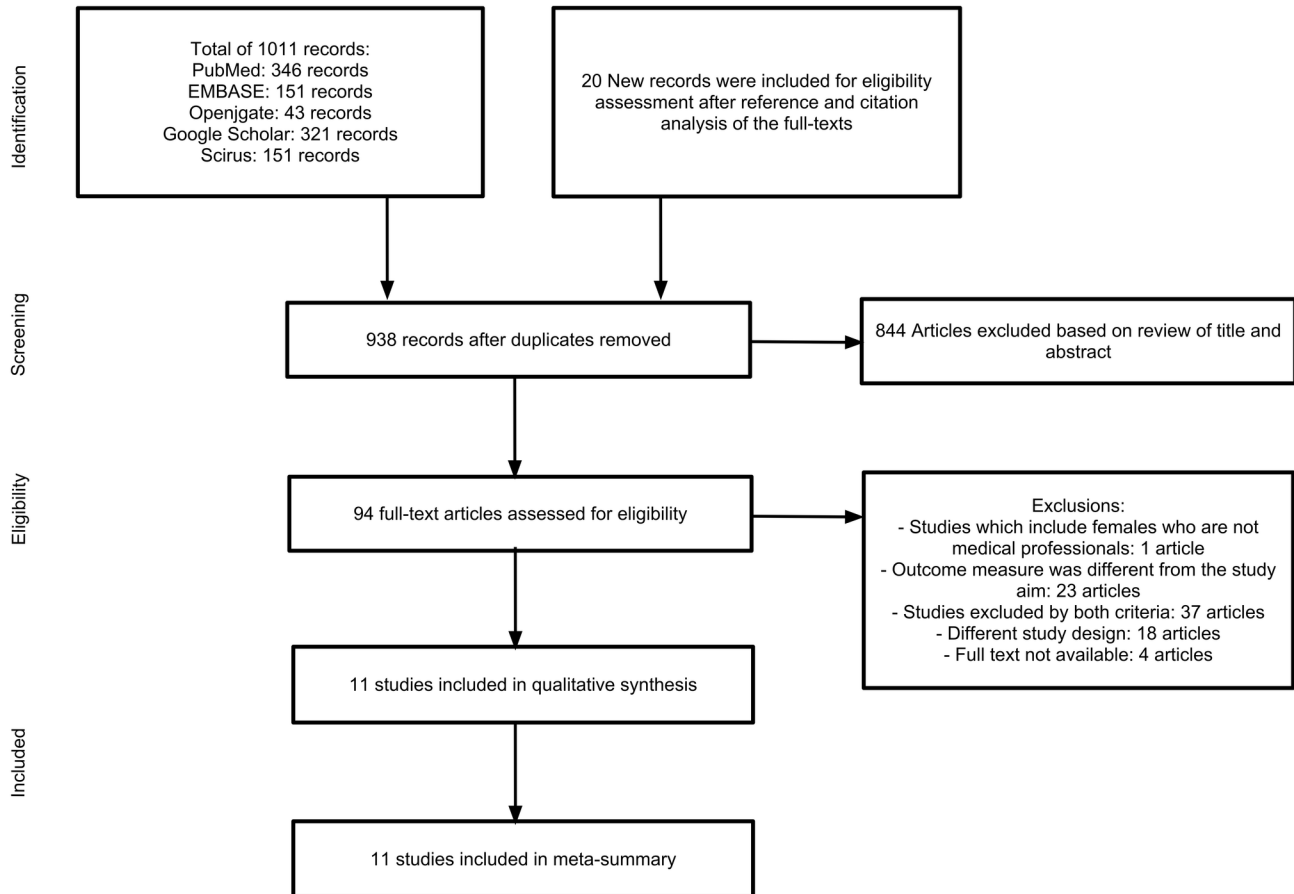 Identification
Total of 1011 records:
PubMed: 346 records
EMBASE: 151 records
Openjgate: 43 records
Google Scholar: 321 records
Scirus: 151 records
20 New records were included for eligibility
assessment after reference and citation
analysis of the full-texts
Screening
938 records after duplicates removed
844 Articles excluded based on review of title and
abstract
Eligibility
94 full-text articles assessed for eligibility
Exclusions:
- Studies which include females who are not
medical professionals: 1 article
- Outcome measure was different from the study
aim: 23 articles
- Studies excluded by both criteria: 37 articles
- Different study design: 18 articles
- Full text not available: 4 articles
Included
11 studies included in qualitative synthesis
11 studies included in meta-summary